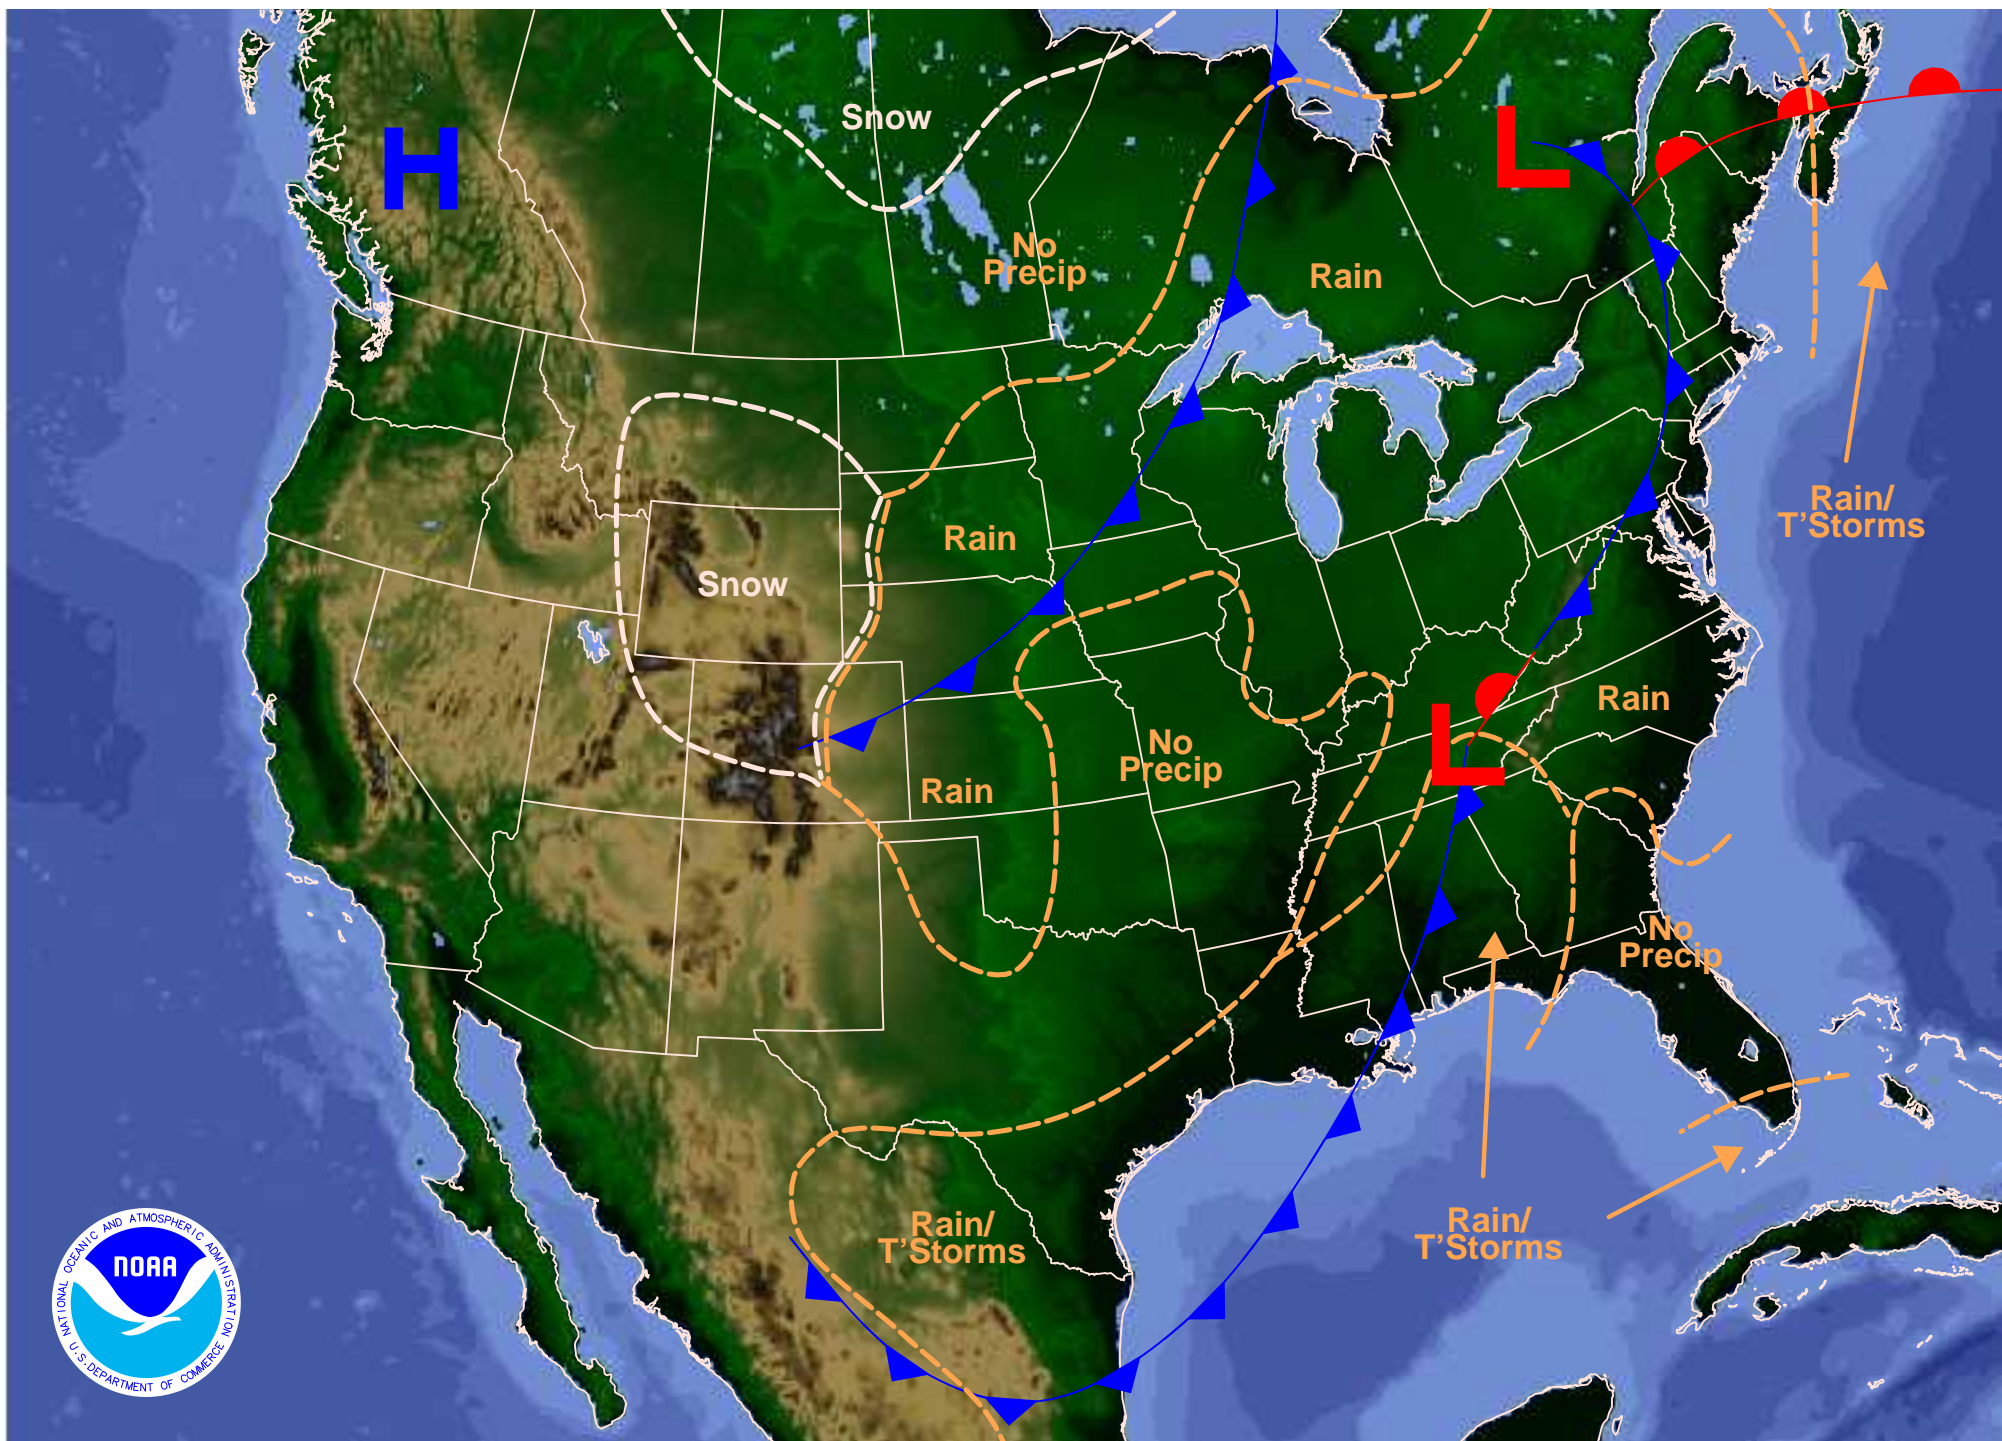 Snow
H
L
No
Precip
Rain
Rain/
T'Storms
Rain
Snow
Rain
L
No
Precip
Rain
No
Precip
Rain/
T'Storms
Rain/
T'Storms
NATIONAL OCEANIC AND ATMOSPHERIC ADMINISTRATION
NOAA
U.S. DEPARTMENT OF COMMERCE